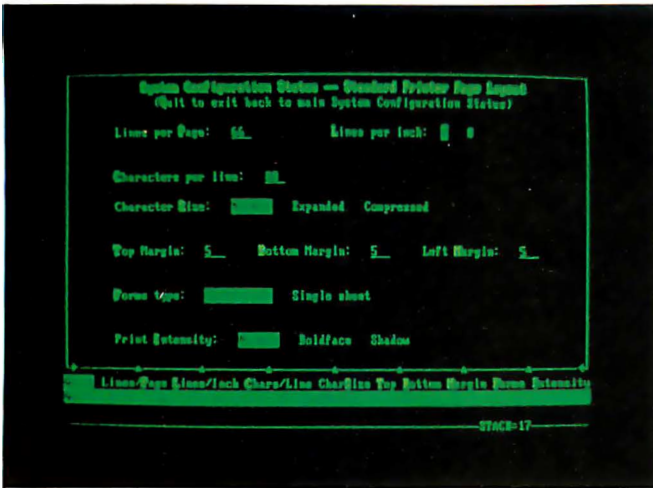 System Configuration Status — Standard Printer Page Layout
(Quit to exit back to main System Configuration Status)
Lines per Page: 66 Lines per inch: 8
Characters per line:
Character Size: Expanded Compressed
Top Margin: 5 Bottom Margin: 5 Left Margin: 5
Forms type: Single sheet
Print Intensity: Boldface Shadow
Lines/Page Lines/Inch Chars/Line CharSize Top Bottom Margin Forms Intensity
STACK=17